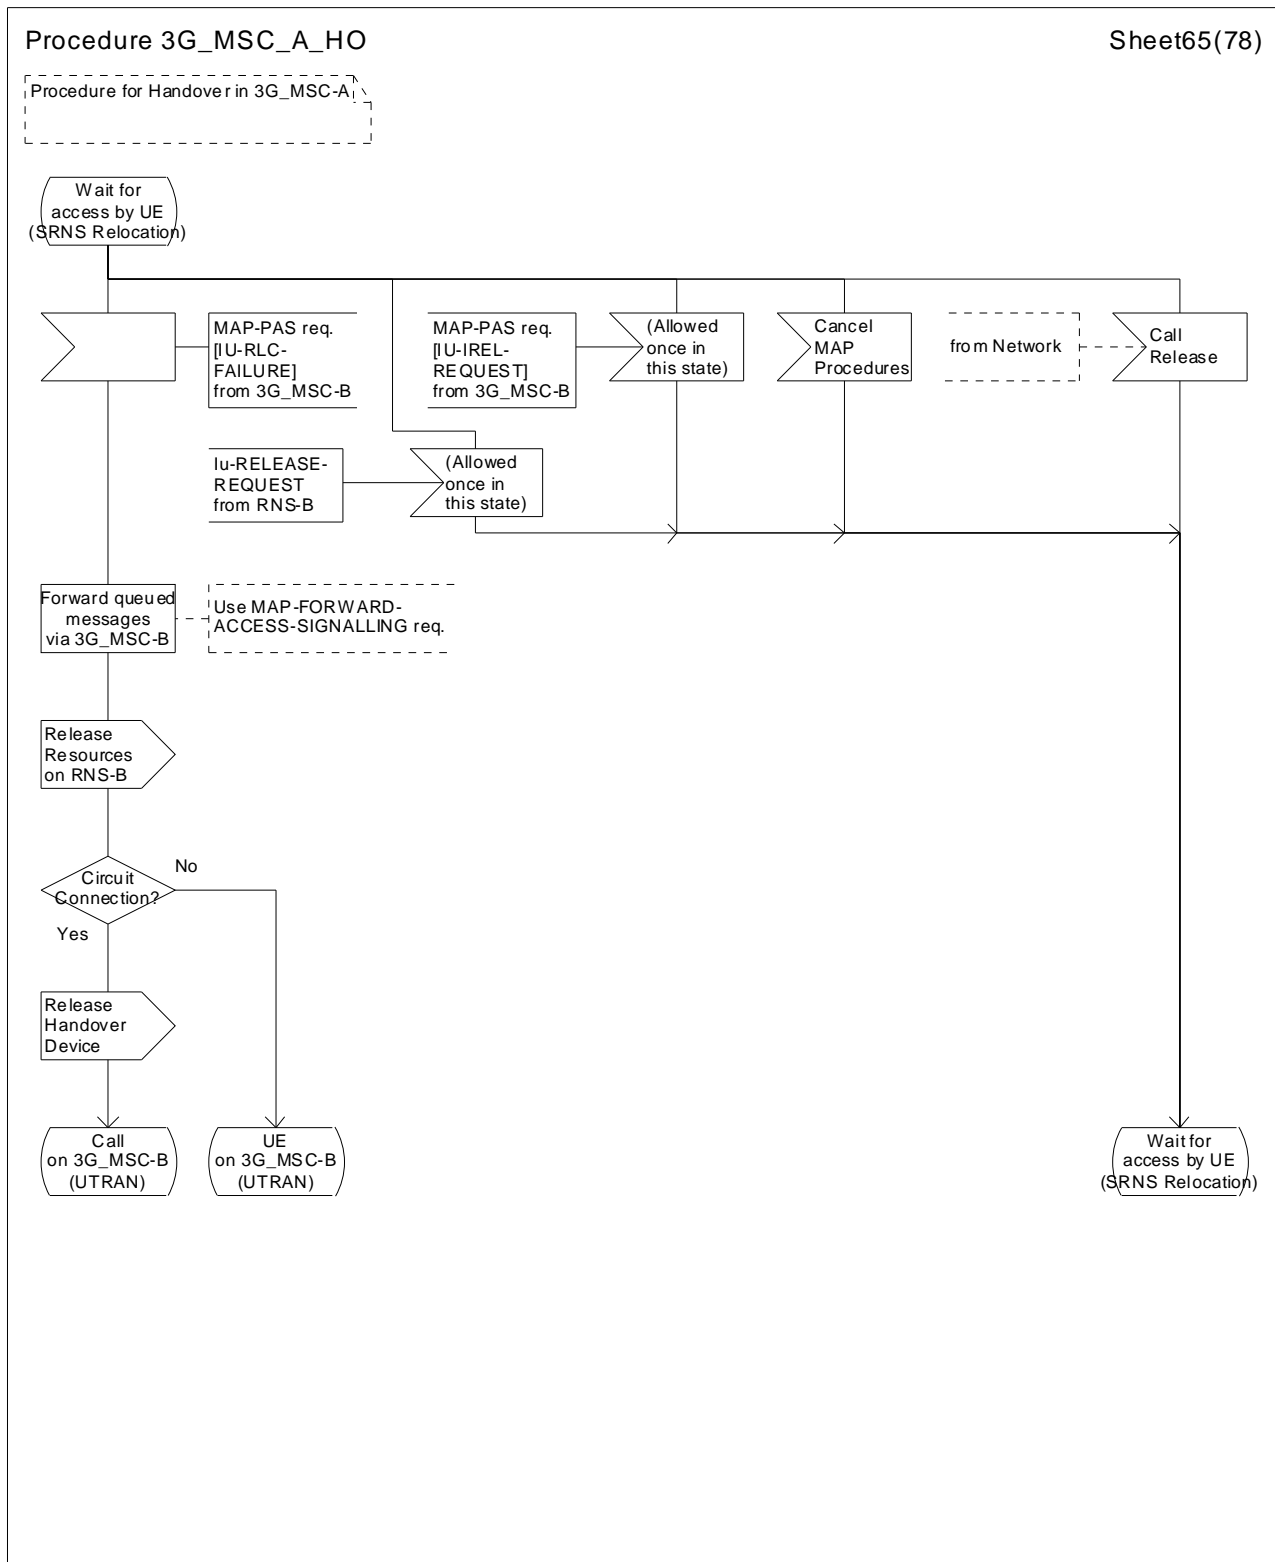 Procedure 3G_MSC_A_HO
Sheet65(78)
Procedure for Handover in 3G_MSC-A
Wait for
access by UE
(SRNS Relocation)
MAP-PAS req.
[IU-RLC-
FAILURE]
from 3G_MSC-B
MAP-PAS req.
[IU-IREL-
REQUEST]
from 3G_MSC-B
(Allowed
once in
this state)
Cancel
MAP
Procedures
from Network
Call
Release
Iu-RELEASE-
REQUEST
from RNS-B
(Allowed
once in
this state)
Forward queued
messages
via 3G_MSC-B
Use MAP-FORWARD-
ACCESS-SIGNALLING req.
Release
Resources
on RNS-B
Circuit
Connection?
No
Yes
Release
Handover
Device
Call
on 3G_MSC-B
(UTRAN)
UE
on 3G_MSC-B
(UTRAN)
Wait for
access by UE
(SRNS Relocation)